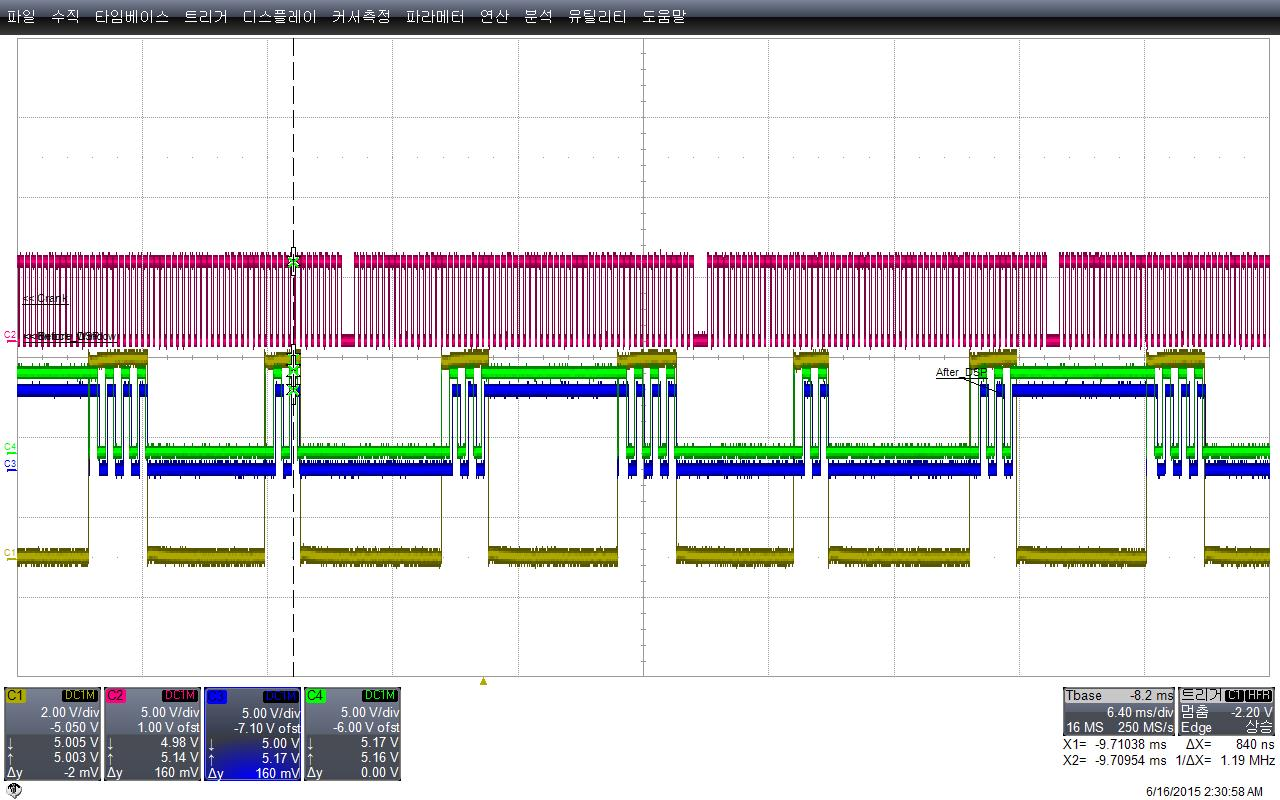 파일 수직 타임베이스 트리거 디스플레이 커서측정 파라메터 연산 분석 유틸리티 도움말
<< Crank
C2
After_DSP
C4
C3
C1
C1 DC1M
2.00 V/div
-5.050 V
↓ 5.005 V
↑ 5.003 V
Δy -2 mV
C2 DC1M
5.00 V/div
1.00 V ofst
↓ 4.98 V
↑ 5.14 V
Δy 160 mV
C3 DC1M
5.00 V/div
-7.10 V ofst
↓ 5.00 V
↑ 5.17 V
Δy 160 mV
C4 DC1M
5.00 V/div
-6.00 V ofst
↓ 5.17 V
↑ 5.16 V
Δy 0.00 V
Tbase -8.2 ms
6.40 ms/div
16 MS 250 MS/s
트리거 C1 HFR
멈춤 -2.20 V
Edge 상승
X1= -9.71038 ms ΔX= 840 ns
X2= -9.70954 ms 1/ΔX= 1.19 MHz
6/16/2015 2:30:58 AM